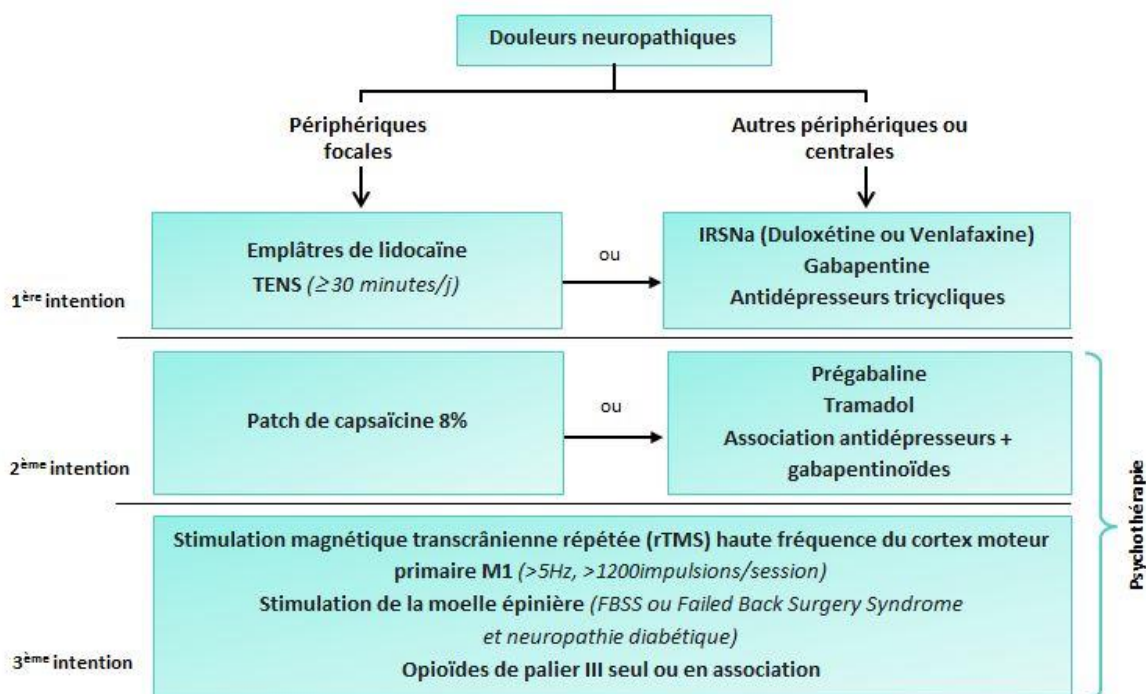 Douleurs neuropathiques
Périphériques
focales
Autres périphériques ou
centrales
1ère intention
Emplâtres de lidocaïne
TENS (≥30 minutes/j)
ou
IRSNa (Duloxétine ou Venlafaxine)
Gabapentine
Antidépresseurs tricycliques
2ème intention
Patch de capsaïcine 8%
ou
Prégabaline
Tramadol
Association antidépresseurs +
gabapentinoïdes
3ème intention
Stimulation magnétique transcrânienne répétée (rTMS) haute fréquence du cortex moteur
primaire M1 (>5Hz, >1200impulsions/session)
Stimulation de la moelle épinière (FBSS ou Failed Back Surgery Syndrome
et neuropathie diabétique)
Opioïdes de palier III seul ou en association
Psychothérapie